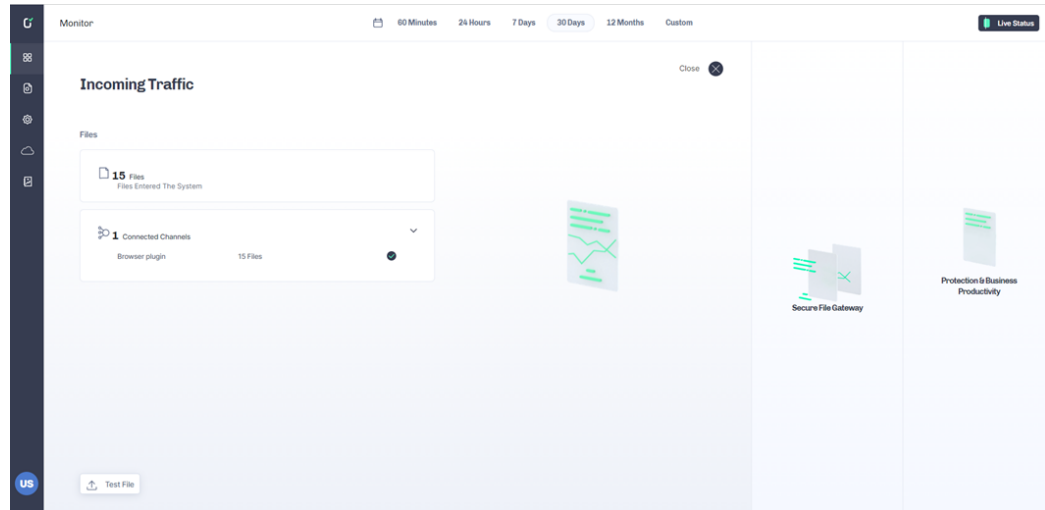 Monitor
60 Minutes
24 Hours
7 Days
30 Days
12 Months
Custom
Live Status
Close
Incoming Traffic
Files
15 Files
Files Entered The System
1 Connected Channels
Browser plugin
15 Files
Secure File Gateway
Protection & Business
Productivity
US
Test File